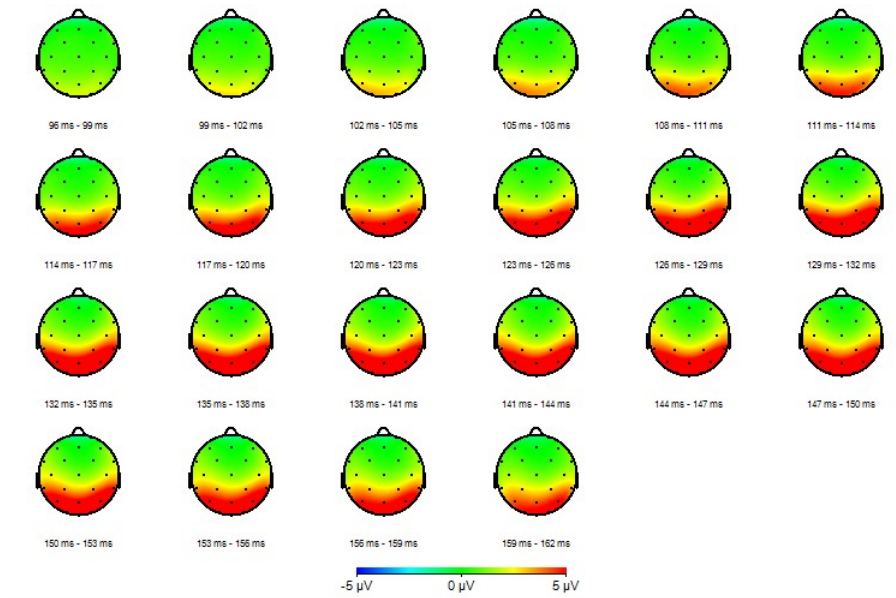 96 ms - 99 ms
99 ms - 102 ms
102 ms - 105 ms
105 ms - 108 ms
108 ms - 111 ms
111 ms - 114 ms
114 ms - 117 ms
117 ms - 120 ms
120 ms - 123 ms
123 ms - 126 ms
126 ms - 129 ms
129 ms - 132 ms
132 ms - 135 ms
135 ms - 138 ms
138 ms - 141 ms
141 ms - 144 ms
144 ms - 147 ms
147 ms - 150 ms
150 ms - 153 ms
153 ms - 156 ms
156 ms - 159 ms
159 ms - 162 ms
-5 µV
0 µV
5 µV